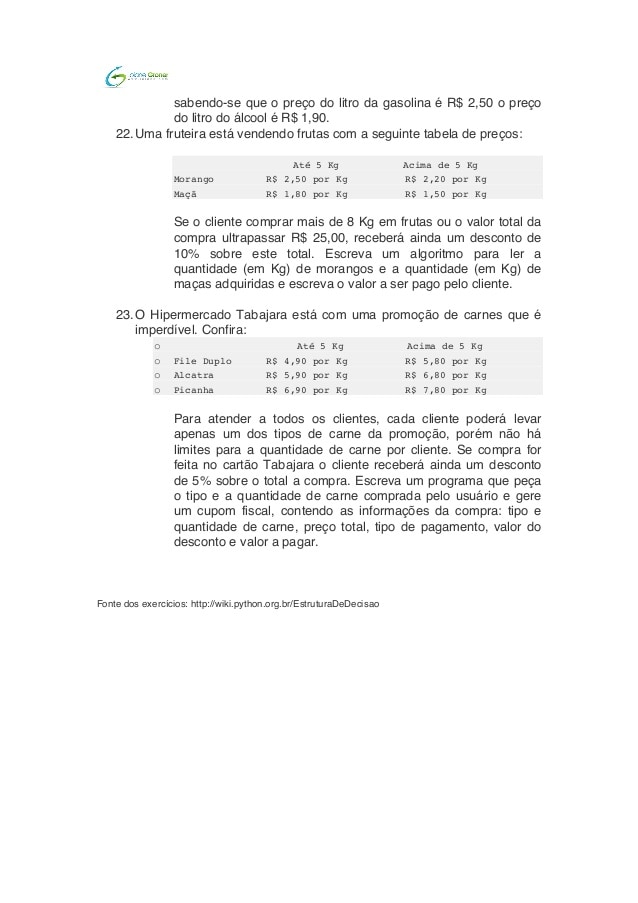 sabendo-se que o preço do litro da gasolina é R$ 2,50 o preço
do litro do álcool é R$ 1,90.
22. Uma fruteira está vendendo frutas com a seguinte tabela de preços:
Até 5 Kg Acima de 5 Kg
Morango R$ 2,50 por Kg R$ 2,20 por Kg
Maçã R$ 1,80 por Kg R$ 1,50 por Kg
Se o cliente comprar mais de 8 Kg em frutas ou o valor total da
compra ultrapassar R$ 25,00, receberá ainda um desconto de
10% sobre este total. Escreva um algoritmo para ler a
quantidade (em Kg) de morangos e a quantidade (em Kg) de
maças adquiridas e escreva o valor a ser pago pelo cliente.
23. O Hipermercado Tabajara está com uma promoção de carnes que é
imperdível. Confira:
o Até 5 Kg Acima de 5 Kg
o File Duplo R$ 4,90 por Kg R$ 5,80 por Kg
o Alcatra R$ 5,90 por Kg R$ 6,80 por Kg
o Picanha R$ 6,90 por Kg R$ 7,80 por Kg
Para atender a todos os clientes, cada cliente poderá levar
apenas um dos tipos de carne da promoção, porém não há
limites para a quantidade de carne por cliente. Se compra for
feita no cartão Tabajara o cliente receberá ainda um desconto
de 5% sobre o total a compra. Escreva um programa que peça
o tipo e a quantidade de carne comprada pelo usuário e gere
um cupom fiscal, contendo as informações da compra: tipo e
quantidade de carne, preço total, tipo de pagamento, valor do
desconto e valor a pagar.
Fonte dos exercícios: http://wiki.python.org.br/EstruturaDeDecisao